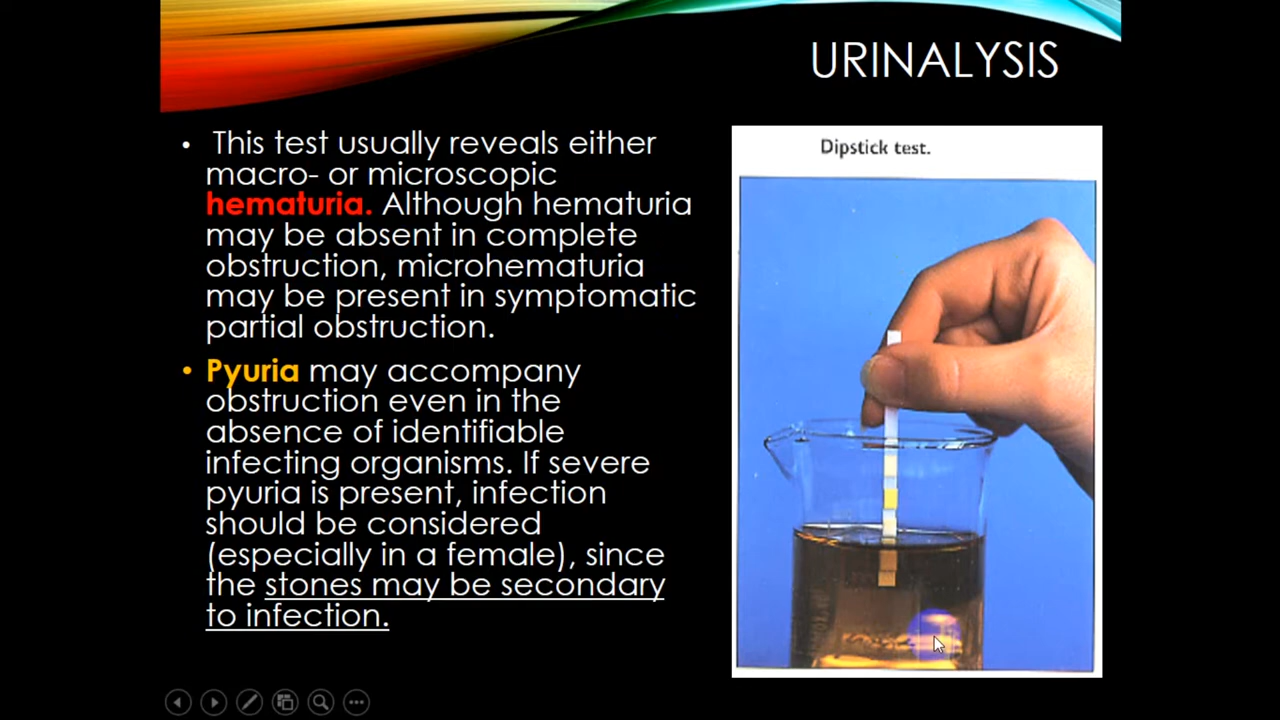 URINALYSIS
• This test usually reveals either
macro- or microscopic
hematuria. Although hematuria
may be absent in complete
obstruction, microhematuria
may be present in symptomatic
partial obstruction.
• Pyuria may accompany
obstruction even in the
absence of identifiable
infecting organisms. If severe
pyuria is present, infection
should be considered
(especially in a female), since
the stones may be secondary
to infection.
Dipstick test.